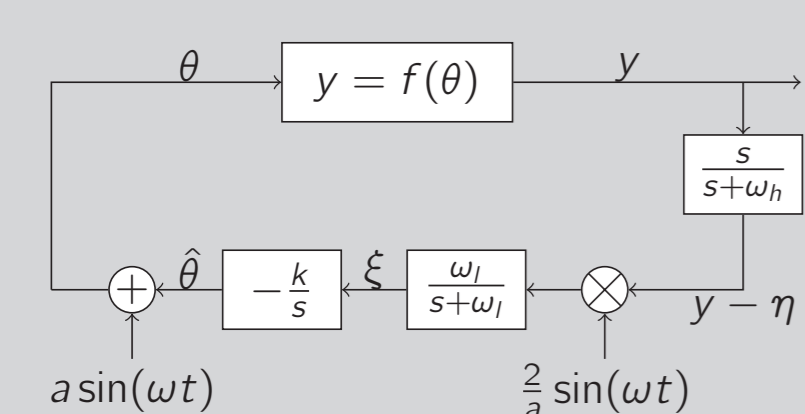 θ
y = f(θ)
y
s/(s+ω_h)
θ̂
ξ
+
−k/s
ω_l/(s+ω_l)
×
y − η
a sin(ωt)
2/a sin(ωt)